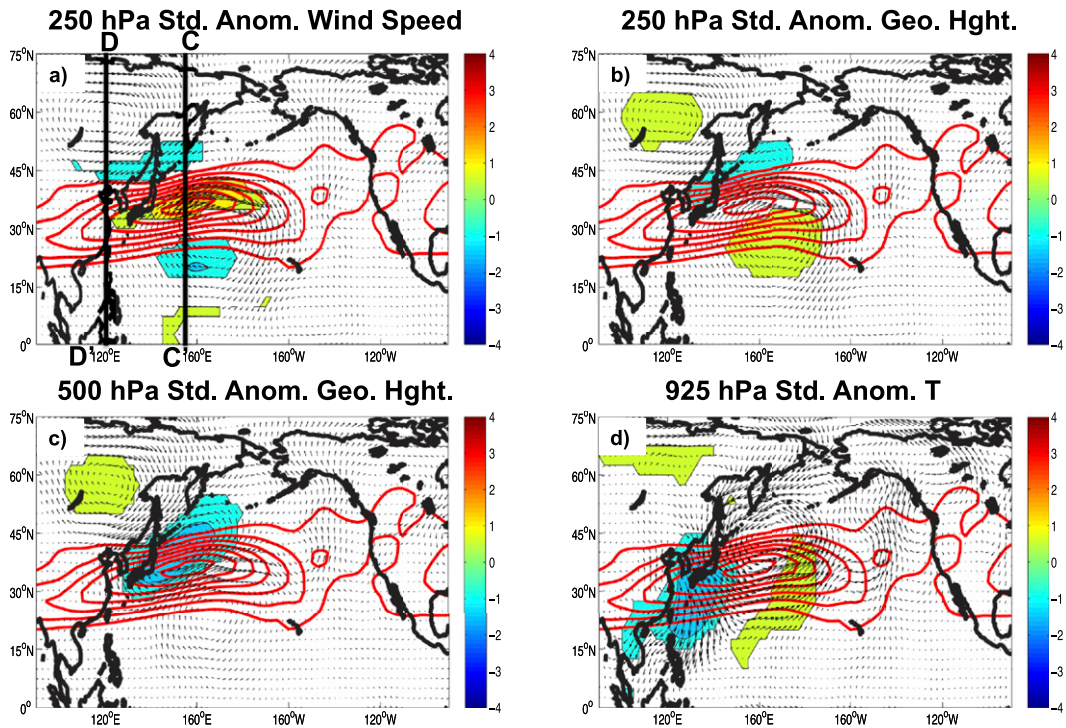 250 hPa Std. Anom. Wind Speed
250 hPa Std. Anom. Geo. Hght.
D C
75°N
a)
60°N
45°N
30°N
15°N
0°
120°E 160°E 160°W 120°W
D' C'
4
3
2
1
0
−1
−2
−3
−4
75°N
b)
60°N
45°N
30°N
15°N
0°
120°E 160°E 160°W 120°W
4
3
2
1
0
−1
−2
−3
−4
500 hPa Std. Anom. Geo. Hght.
925 hPa Std. Anom. T
75°N
c)
60°N
45°N
30°N
15°N
0°
120°E 160°E 160°W 120°W
4
3
2
1
0
−1
−2
−3
−4
75°N
d)
60°N
45°N
30°N
15°N
0°
120°E 160°E 160°W 120°W
4
3
2
1
0
−1
−2
−3
−4